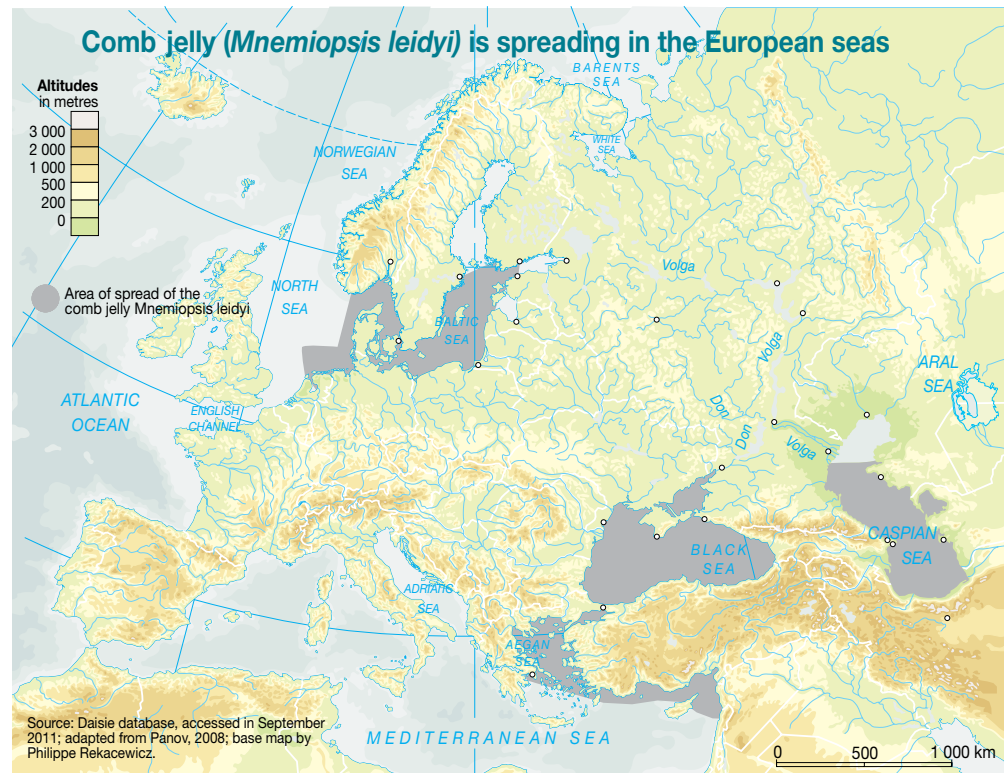 Comb jelly (Mnemiopsis leidyi) is spreading in the European seas
Altitudes
in metres
3 000
2 000
1 000
500
200
0
Area of spread of the
comb jelly Mnemiopsis leidyi
BARENTS
SEA
WHITE
SEA
NORWEGIAN
SEA
NORTH
SEA
BALTIC
SEA
Volga
Volga
ARAL
SEA
ATLANTIC
OCEAN
ENGLISH
CHANNEL
Don
Don
Volga
CASPIAN
SEA
BLACK
SEA
ADRIATIC
SEA
AEGAN
SEA
MEDITERRANEAN SEA
Source: Daisie database, accessed in September
2011; adapted from Panov, 2008; base map by
Philippe Rekacewicz.
0 500 1 000 km